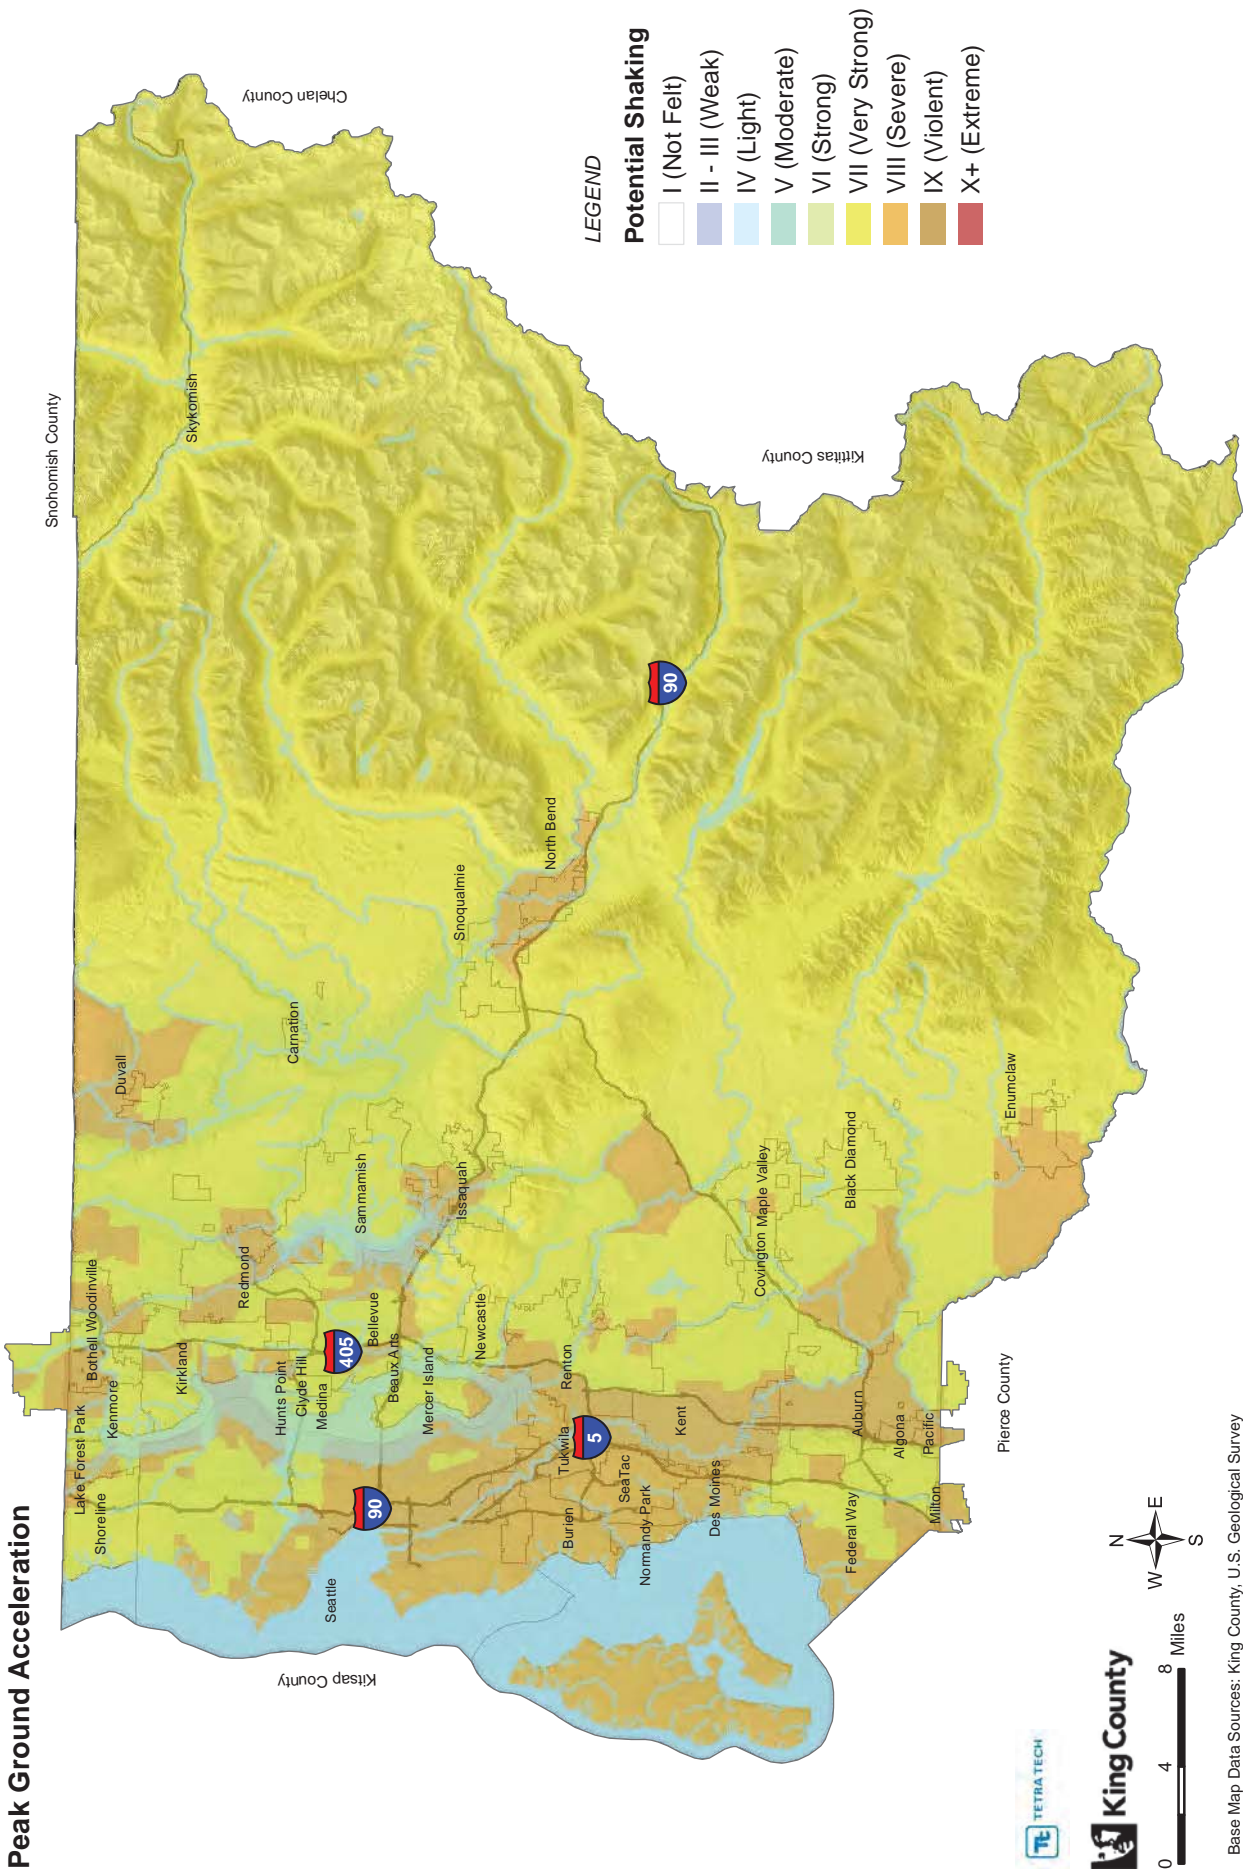 Peak Ground Acceleration
Snohomish County
Chelan County
Kittitas County
Pierce County
Kitsap County
Skykomish
Duvall
Carnation
Snoqualmie
North Bend
Bothell Woodinville
Lake Forest Park
Kenmore
Shoreline
Kirkland
Redmond
Sammamish
Hunts Point
Clyde Hill
Medina
Bellevue
Beaux Arts
Issaquah
Mercer Island
Newcastle
Seattle
Renton
Tukwila
Burien
SeaTac
Normandy Park
Kent
Des Moines
Covington Maple Valley
Black Diamond
Auburn
Federal Way
Algona
Pacific
Milton
Enumclaw
405
90
90
5
LEGEND
Potential Shaking
I (Not Felt)
II - III (Weak)
IV (Light)
V (Moderate)
VI (Strong)
VII (Very Strong)
VIII (Severe)
IX (Violent)
X+ (Extreme)
N
W E
S
Tt TETRA TECH
King County
0 4 8
Miles
Base Map Data Sources: King County, U.S. Geological Survey